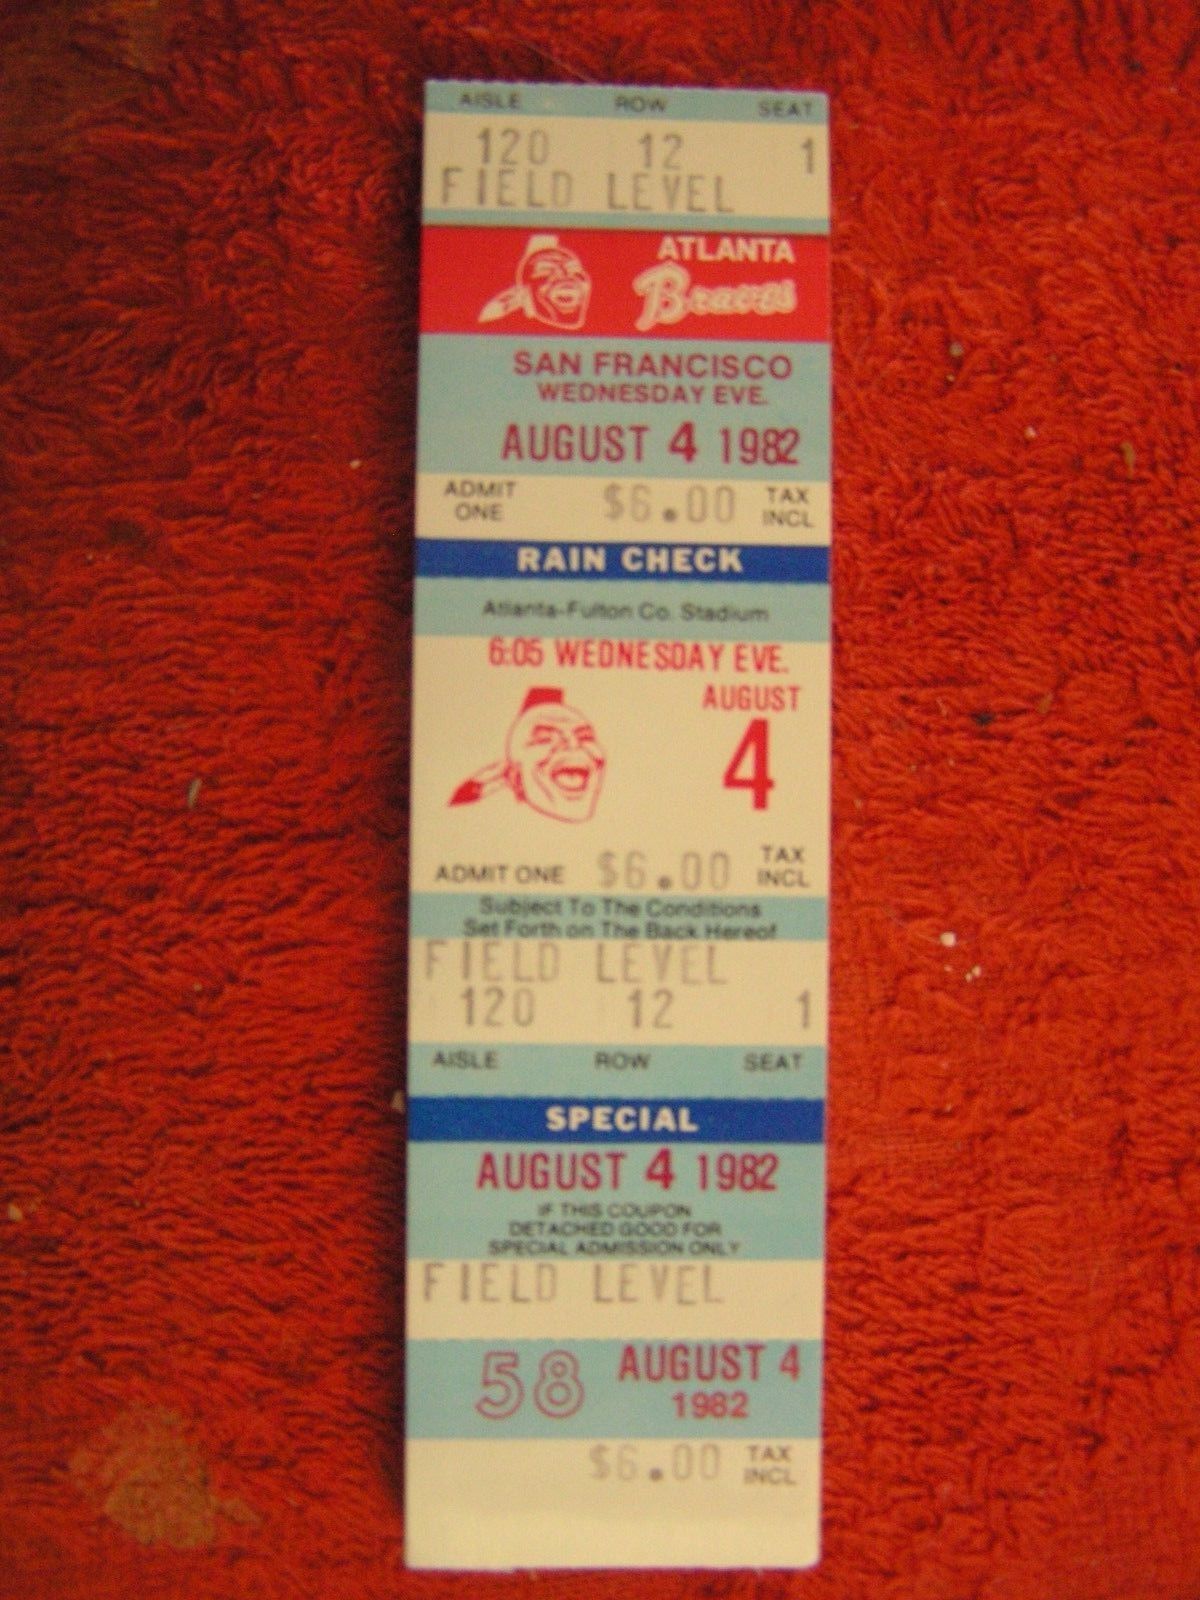 AISLE ROW SEAT
120 12 1
FIELD LEVEL
ATLANTA
Braves
SAN FRANCISCO
WEDNESDAY EVE.
AUGUST 4 1982
ADMIT ONE $6.00 TAX INCL
RAIN CHECK
Atlanta-Fulton Co. Stadium
6:05 WEDNESDAY EVE.
AUGUST
4
ADMIT ONE $6.00 TAX INCL
Subject To The Conditions
Set Forth on The Back Hereof
FIELD LEVEL
120 12 1
AISLE ROW SEAT
SPECIAL
AUGUST 4 1982
IF THIS COUPON
DETACHED GOOD FOR
SPECIAL ADMISSION ONLY
FIELD LEVEL
58 AUGUST 4
1982
$6.00 TAX INCL